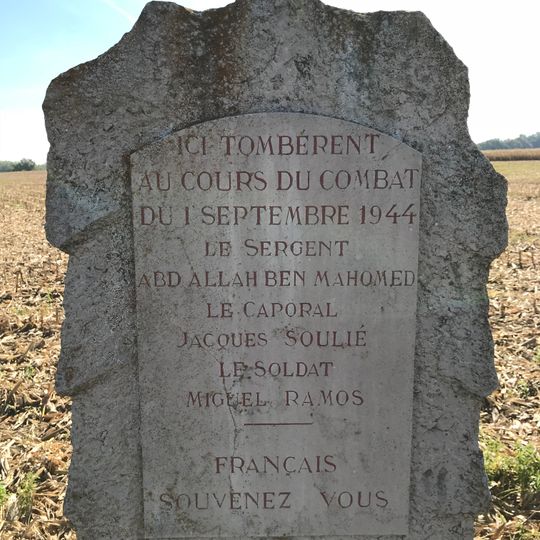 ICI TOMBÉRENT
AU COURS DU COMBAT
DU 1 SEPTEMBRE 1944
LE SERGENT
ABD ALLAH BEN MAHOMED
LE CAPORAL
JACQUES SOULIÉ
LE SOLDAT
MIGUEL RAMOS
FRANÇAIS
SOUVENEZ VOUS